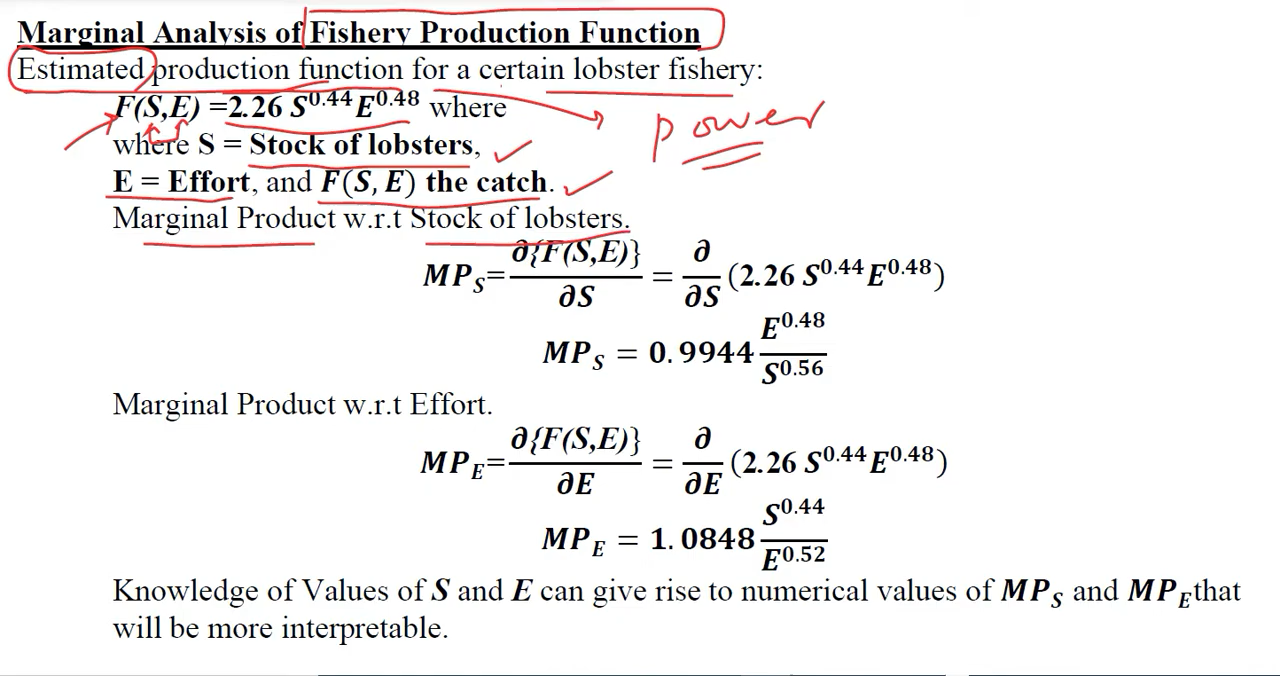 Marginal Analysis of Fishery Production Function
Estimated production function for a certain lobster fishery:
F(S,E) =2.26 S^0.44 E^0.48 where
power
where S = Stock of lobsters,
E = Effort, and F(S, E) the catch.
Marginal Product w.r.t Stock of lobsters.
MP_S= ∂{F(S,E)}/∂S = ∂/∂S (2.26 S^0.44 E^0.48)
MP_S = 0.9944 E^0.48/S^0.56
Marginal Product w.r.t Effort.
MP_E= ∂{F(S,E)}/∂E = ∂/∂E (2.26 S^0.44 E^0.48)
MP_E = 1.0848 S^0.44/E^0.52
Knowledge of Values of S and E can give rise to numerical values of MP_S and MP_E that
will be more interpretable.